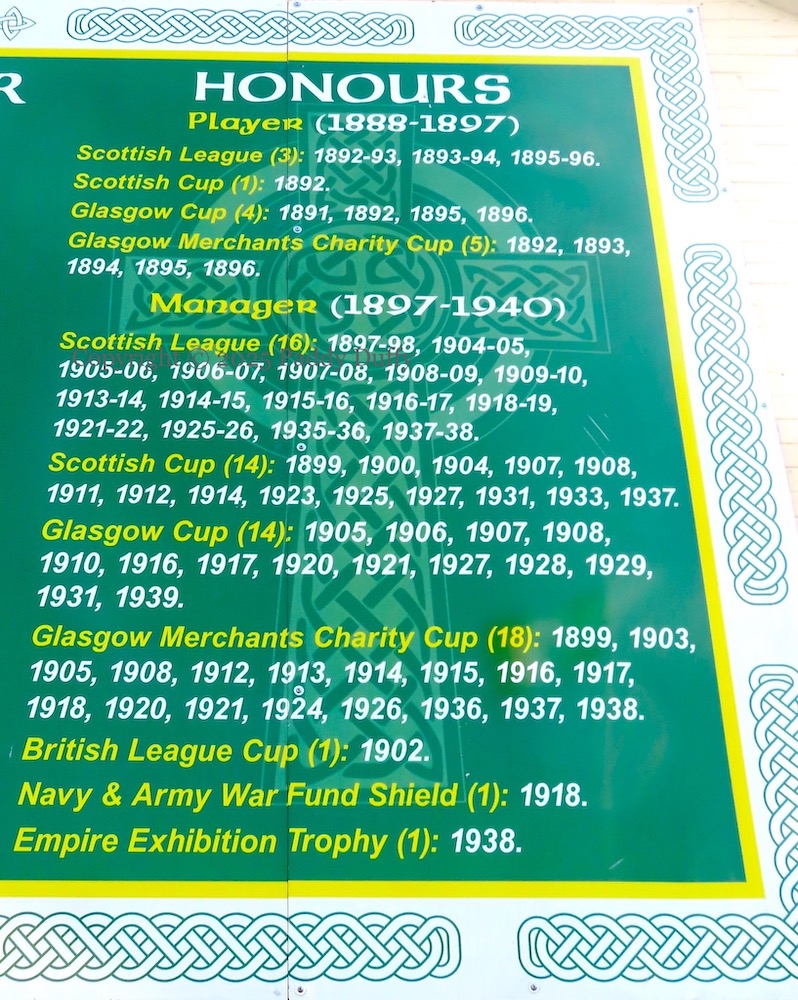 R
HONOURS
Player (1888-1897)
Scottish League (3): 1892-93, 1893-94, 1895-96.
Scottish Cup (1): 1892.
Glasgow Cup (4): 1891, 1892, 1895, 1896.
Glasgow Merchants Charity Cup (5): 1892, 1893,
1894, 1895, 1896.
Manager (1897-1940)
Scottish League (16): 1897-98, 1904-05,
1905-06, 1906-07, 1907-08, 1908-09, 1909-10,
1913-14, 1914-15, 1915-16, 1916-17, 1918-19,
1921-22, 1925-26, 1935-36, 1937-38.
Scottish Cup (14): 1899, 1900, 1904, 1907, 1908,
1911, 1912, 1914, 1923, 1925, 1927, 1931, 1933, 1937.
Glasgow Cup (14): 1905, 1906, 1907, 1908,
1910, 1916, 1917, 1920, 1921, 1927, 1928, 1929,
1931, 1939.
Glasgow Merchants Charity Cup (18): 1899, 1903,
1905, 1908, 1912, 1913, 1914, 1915, 1916, 1917,
1918, 1920, 1921, 1924, 1926, 1936, 1937, 1938.
British League Cup (1): 1902.
Navy & Army War Fund Shield (1): 1918.
Empire Exhibition Trophy (1): 1938.
Copyright ©